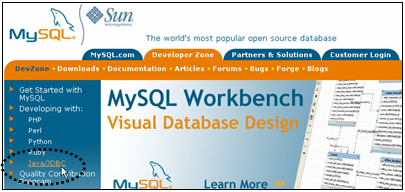 MySQL® Sun microsystems
The world's most popular open source database
MySQL.com Developer Zone Partners & Solutions Customer Login
DevZone • Downloads • Documentation • Articles • Forums • Bugs • Forge • Blogs
Get Started with MySQL
Developing with:
PHP
Perl
Python
Ruby
Java/JDBC
Quality Contribution
MySQL Workbench
Visual Database Design
MySQL® Learn More >>